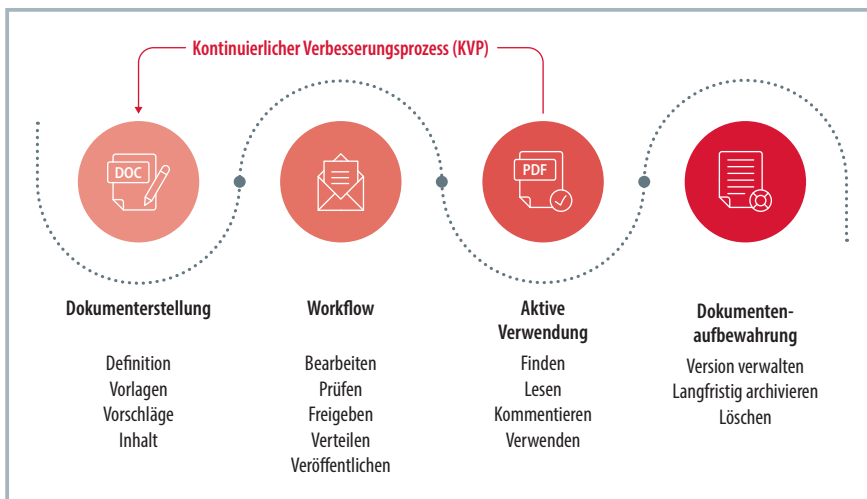 Kontinuierlicher Verbesserungsprozess (KVP)
DOC
PDF
Dokumenterstellung
Definition
Vorlagen
Vorschläge
Inhalt
Workflow
Bearbeiten
Prüfen
Freigeben
Verteilen
Veröffentlichen
Aktive
Verwendung
Finden
Lesen
Kommentieren
Verwenden
Dokumenten-
aufbewahrung
Version verwalten
Langfristig archivieren
Löschen